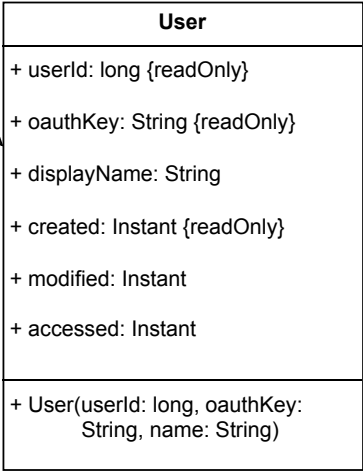 User
+ userId: long {readOnly}
+ oauthKey: String {readOnly}
+ displayName: String
+ created: Instant {readOnly}
+ modified: Instant
+ accessed: Instant
+ User(userId: long, oauthKey:
String, name: String)